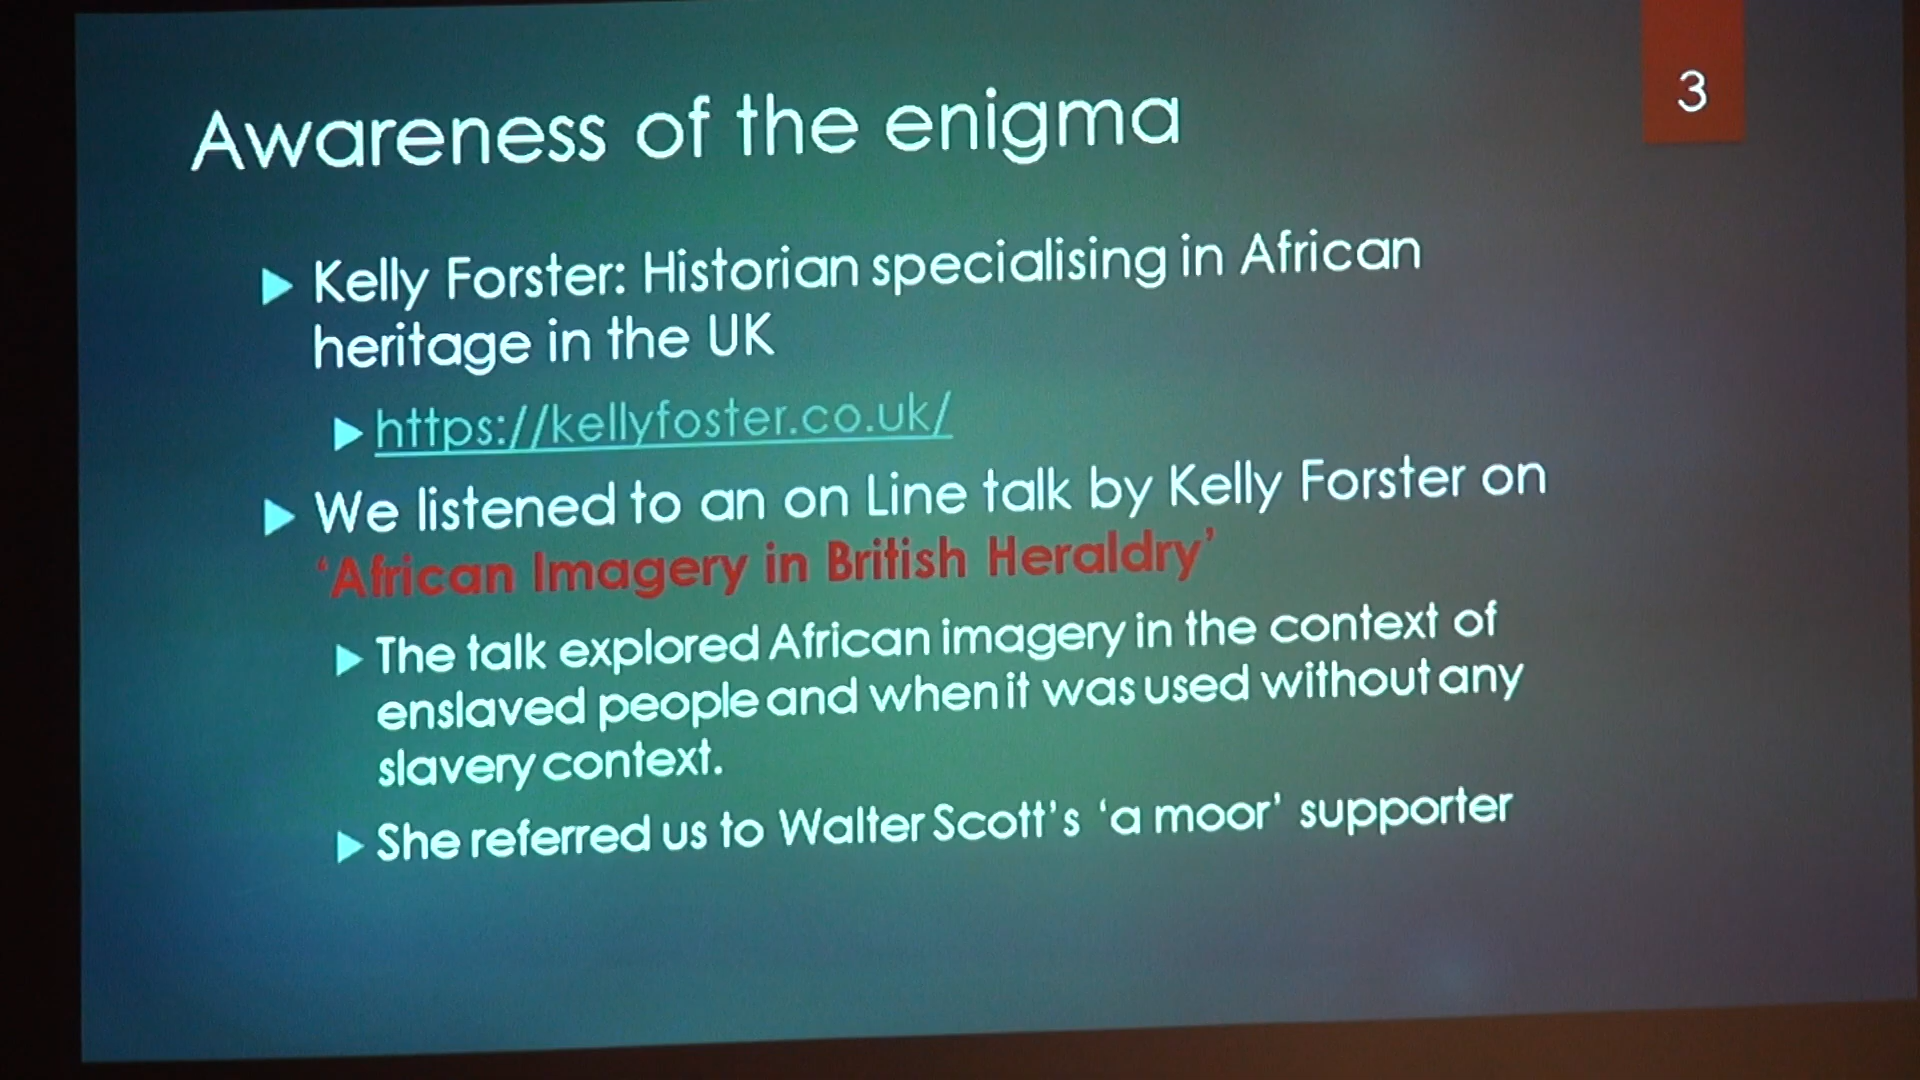 3
Awareness of the enigma
Kelly Forster: Historian specialising in African
heritage in the UK
https://kellyfoster.co.uk/
We listened to an on Line talk by Kelly Forster on
‘African Imagery in British Heraldry’
The talk explored African imagery in the context of
enslaved people and when it was used without any
slavery context.
She referred us to Walter Scott’s ‘a moor’ supporter